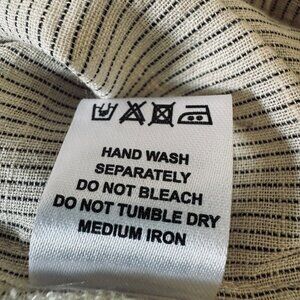 HAND WASH
SEPARATELY
DO NOT BLEACH
DO NOT TUMBLE DRY
MEDIUM IRON